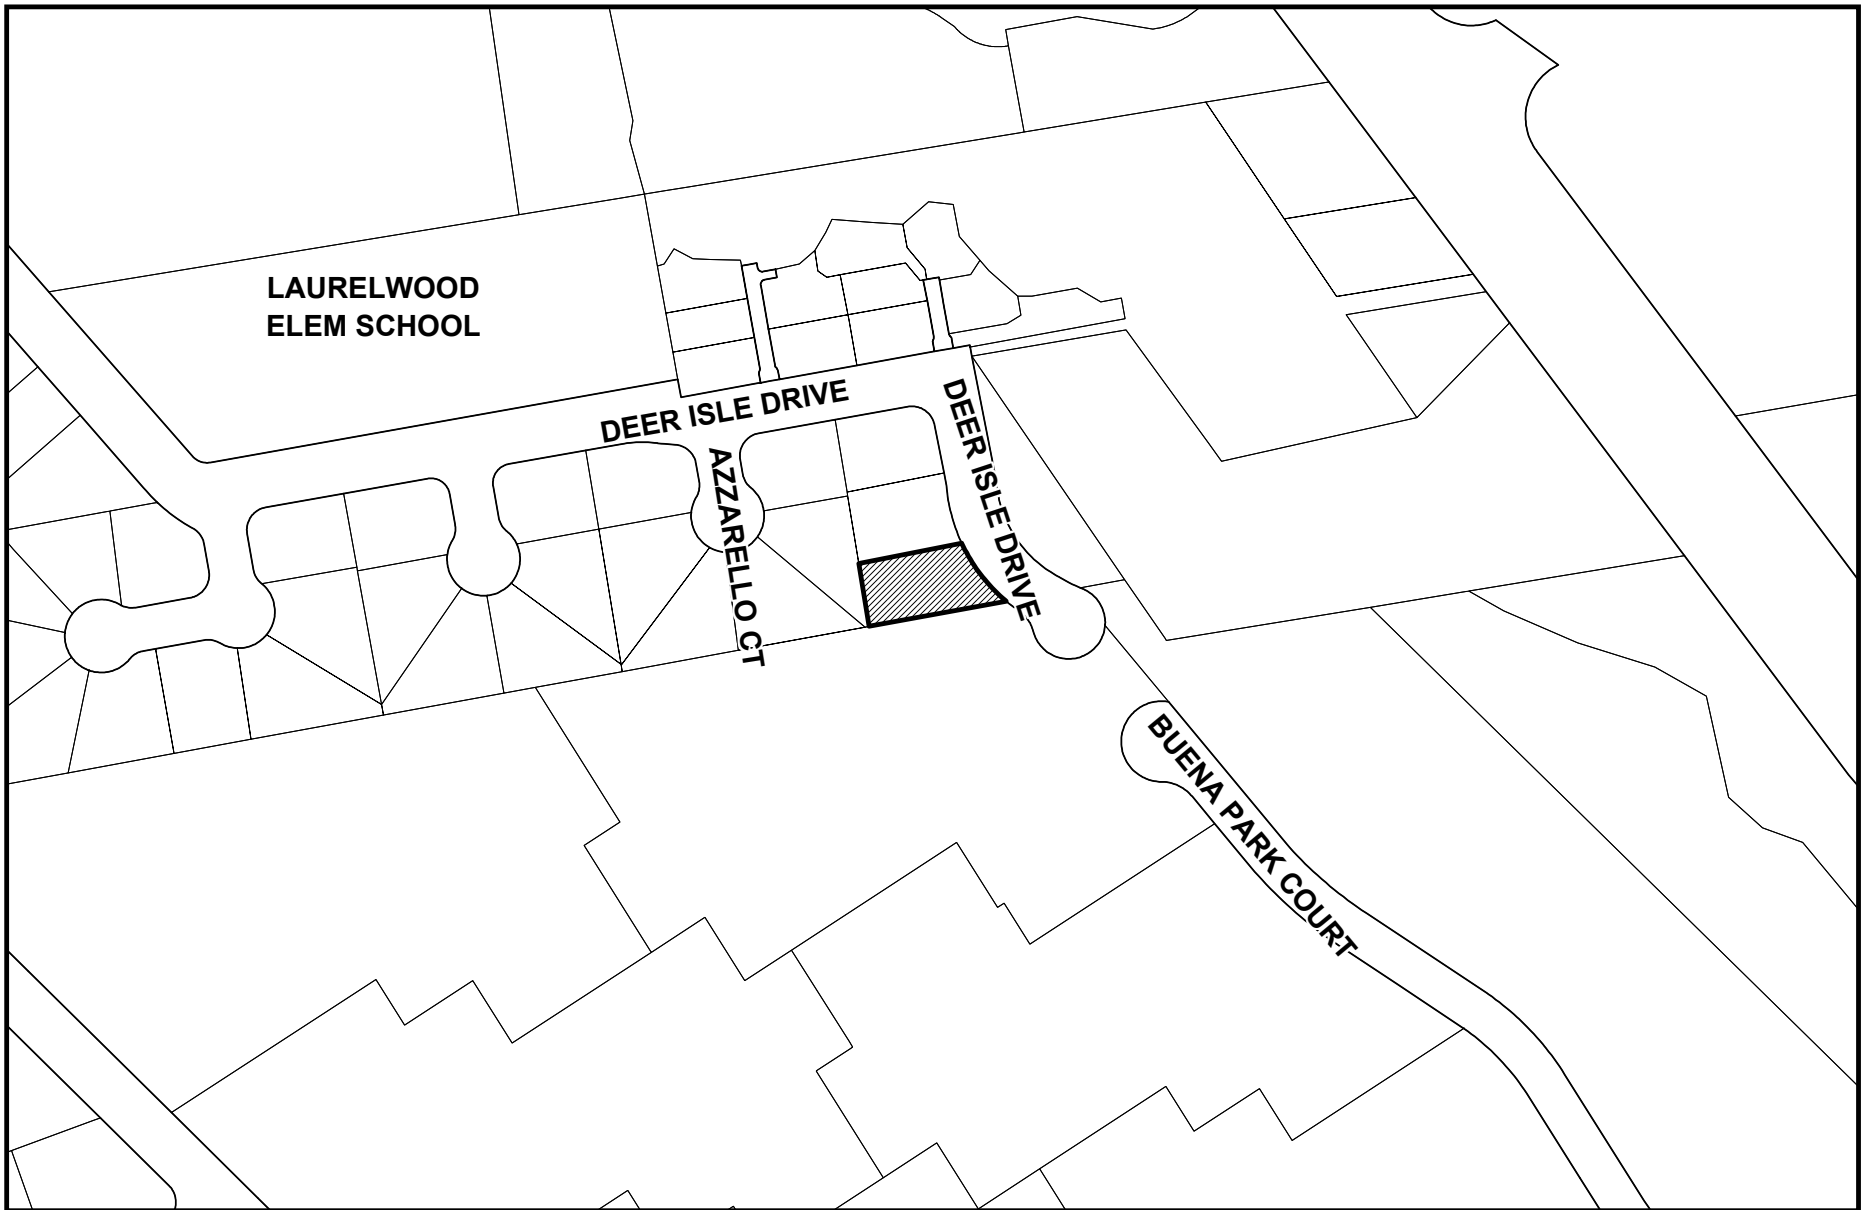 LAURELWOOD
ELEM SCHOOL
DEER ISLE DRIVE
DEER ISLE DRIVE
AZZARELLO CT
BUENA PARK COURT